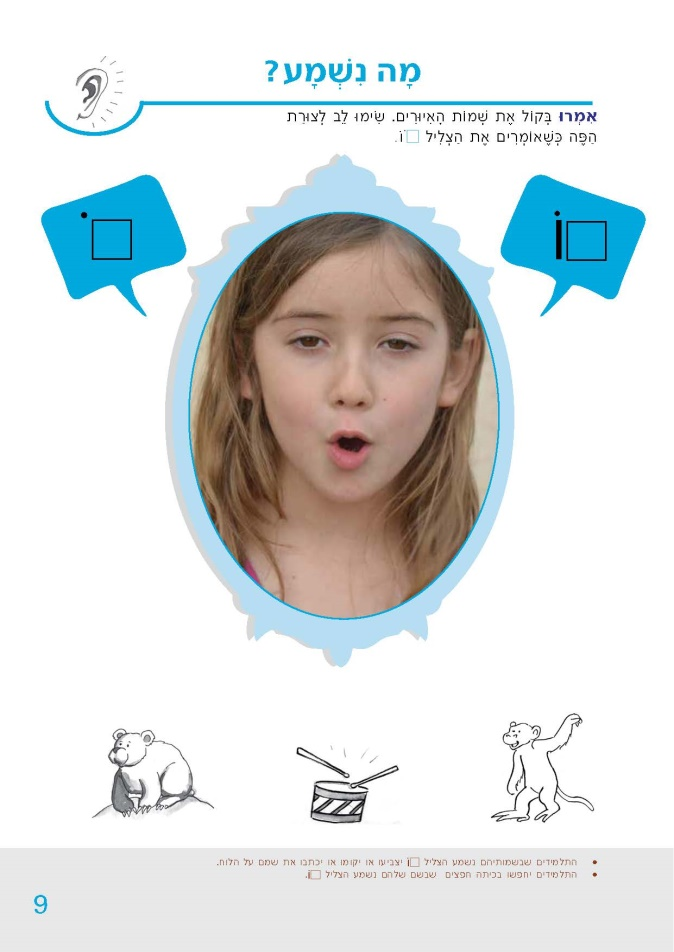 מָה נִשְׁמָע?
אִמְרוּ בְּקוֹל אֶת שְׁמוֹת הָאִיּוּרִים. שִׂימוּ לֵב לְצוּרַת
הַפֶּה כְּשֶׁאוֹמְרִים אֶת הַצְּלִיל □וֹ.
□וֹ
□ֹ
התלמידים שבשמותיהם נשמע הצליל □וֹ יצביעו או יקומו או יכתבו את שמם על הלוח.
התלמידים יחפשו בכיתה חפצים שבשם שלהם נשמע הצליל □וֹ.
9